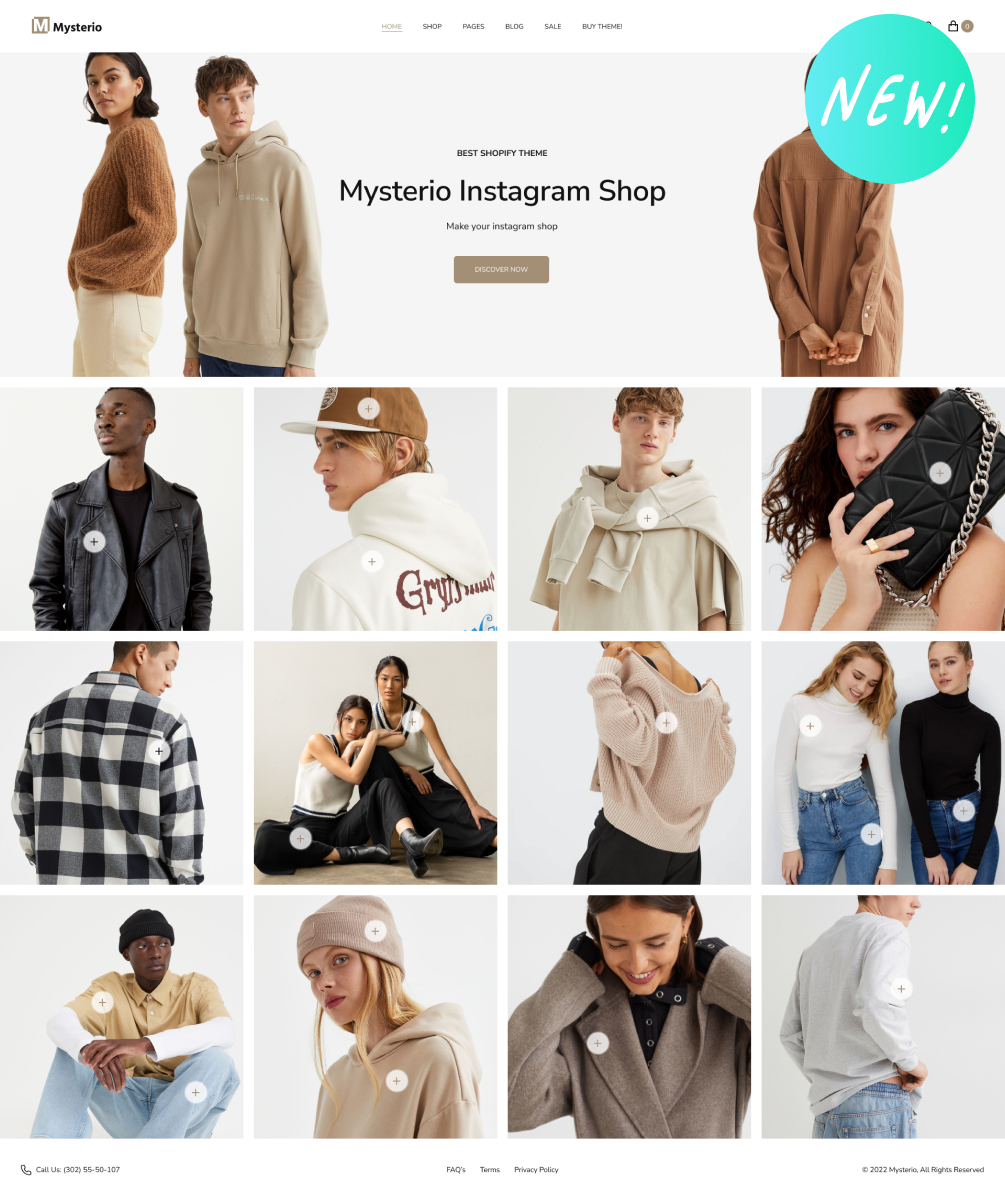 M Mysterio
HOME SHOP PAGES BLOG SALE BUY THEME!
0
NEW!
BEST SHOPIFY THEME
Mysterio Instagram Shop
Make your instagram shop
DISCOVER NOW
Call Us: (302) 55-50-107
FAQ's Terms Privacy Policy
© 2022 Mysterio, All Rights Reserved